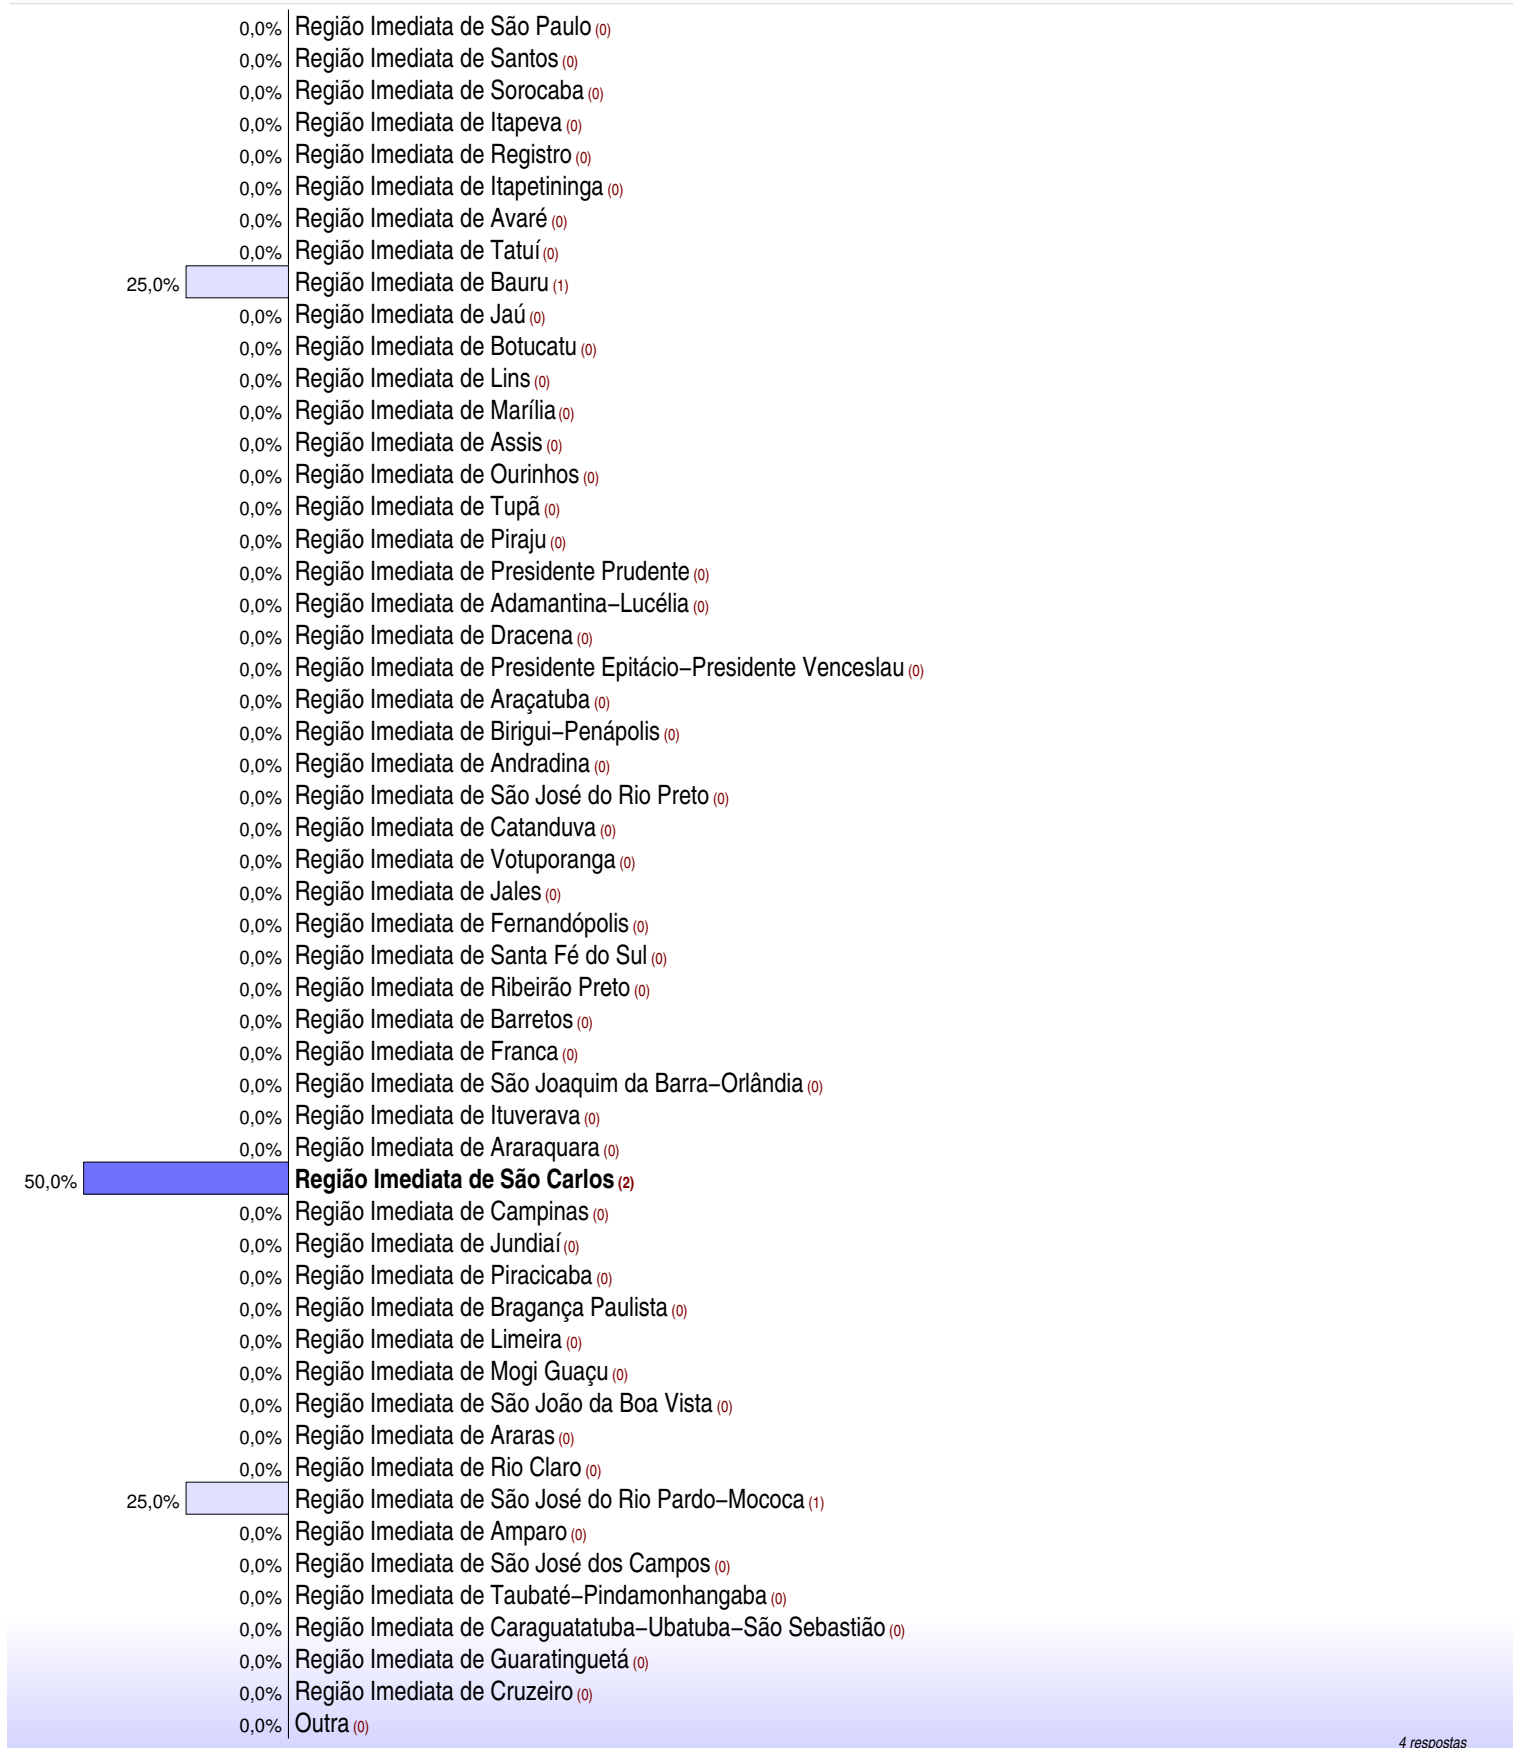 0,0% Região Imediata de São Paulo (0)
0,0% Região Imediata de Santos (0)
0,0% Região Imediata de Sorocaba (0)
0,0% Região Imediata de Itapeva (0)
0,0% Região Imediata de Registro (0)
0,0% Região Imediata de Itapetininga (0)
0,0% Região Imediata de Avaré (0)
0,0% Região Imediata de Tatuí (0)
25,0% Região Imediata de Bauru (1)
0,0% Região Imediata de Jaú (0)
0,0% Região Imediata de Botucatu (0)
0,0% Região Imediata de Lins (0)
0,0% Região Imediata de Marília (0)
0,0% Região Imediata de Assis (0)
0,0% Região Imediata de Ourinhos (0)
0,0% Região Imediata de Tupã (0)
0,0% Região Imediata de Piraju (0)
0,0% Região Imediata de Presidente Prudente (0)
0,0% Região Imediata de Adamantina−Lucélia (0)
0,0% Região Imediata de Dracena (0)
0,0% Região Imediata de Presidente Epitácio−Presidente Venceslau (0)
0,0% Região Imediata de Araçatuba (0)
0,0% Região Imediata de Birigui−Penápolis (0)
0,0% Região Imediata de Andradina (0)
0,0% Região Imediata de São José do Rio Preto (0)
0,0% Região Imediata de Catanduva (0)
0,0% Região Imediata de Votuporanga (0)
0,0% Região Imediata de Jales (0)
0,0% Região Imediata de Fernandópolis (0)
0,0% Região Imediata de Santa Fé do Sul (0)
0,0% Região Imediata de Ribeirão Preto (0)
0,0% Região Imediata de Barretos (0)
0,0% Região Imediata de Franca (0)
0,0% Região Imediata de São Joaquim da Barra−Orlândia (0)
0,0% Região Imediata de Ituverava (0)
0,0% Região Imediata de Araraquara (0)
50,0% Região Imediata de São Carlos (2)
0,0% Região Imediata de Campinas (0)
0,0% Região Imediata de Jundiaí (0)
0,0% Região Imediata de Piracicaba (0)
0,0% Região Imediata de Bragança Paulista (0)
0,0% Região Imediata de Limeira (0)
0,0% Região Imediata de Mogi Guaçu (0)
0,0% Região Imediata de São João da Boa Vista (0)
0,0% Região Imediata de Araras (0)
0,0% Região Imediata de Rio Claro (0)
25,0% Região Imediata de São José do Rio Pardo−Mococa (1)
0,0% Região Imediata de Amparo (0)
0,0% Região Imediata de São José dos Campos (0)
0,0% Região Imediata de Taubaté−Pindamonhangaba (0)
0,0% Região Imediata de Caraguatatuba−Ubatuba−São Sebastião (0)
0,0% Região Imediata de Guaratinguetá (0)
0,0% Região Imediata de Cruzeiro (0)
0,0% Outra (0)
4 respostas